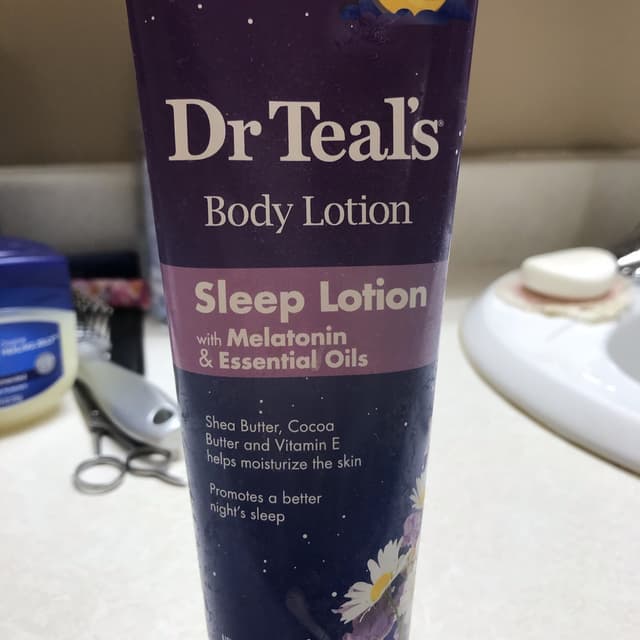 Dr Teal's
Body Lotion
Sleep Lotion
with Melatonin
& Essential Oils
Shea Butter, Cocoa
Butter and Vitamin E
helps moisturize the skin
Promotes a better
night's sleep